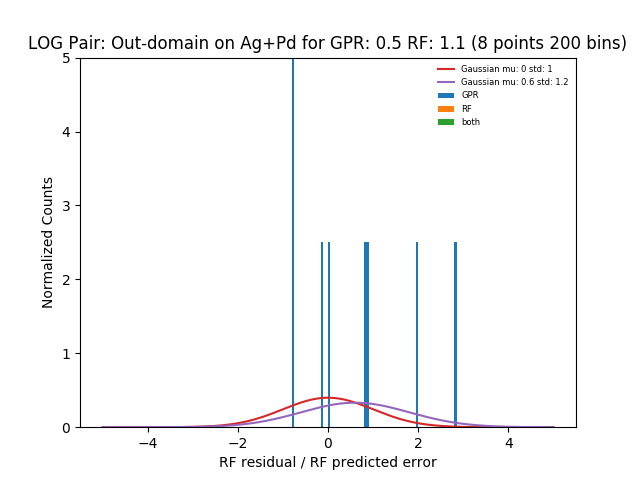 LOG Pair: Out-domain on Ag+Pd for GPR: 0.5 RF: 1.1 (8 points 200 bins)
Gaussian mu: 0 std: 1
Gaussian mu: 0.6 std: 1.2
GPR
RF
both
Normalized Counts
5
4
3
2
1
0
−4 −2 0 2 4
RF residual / RF predicted error